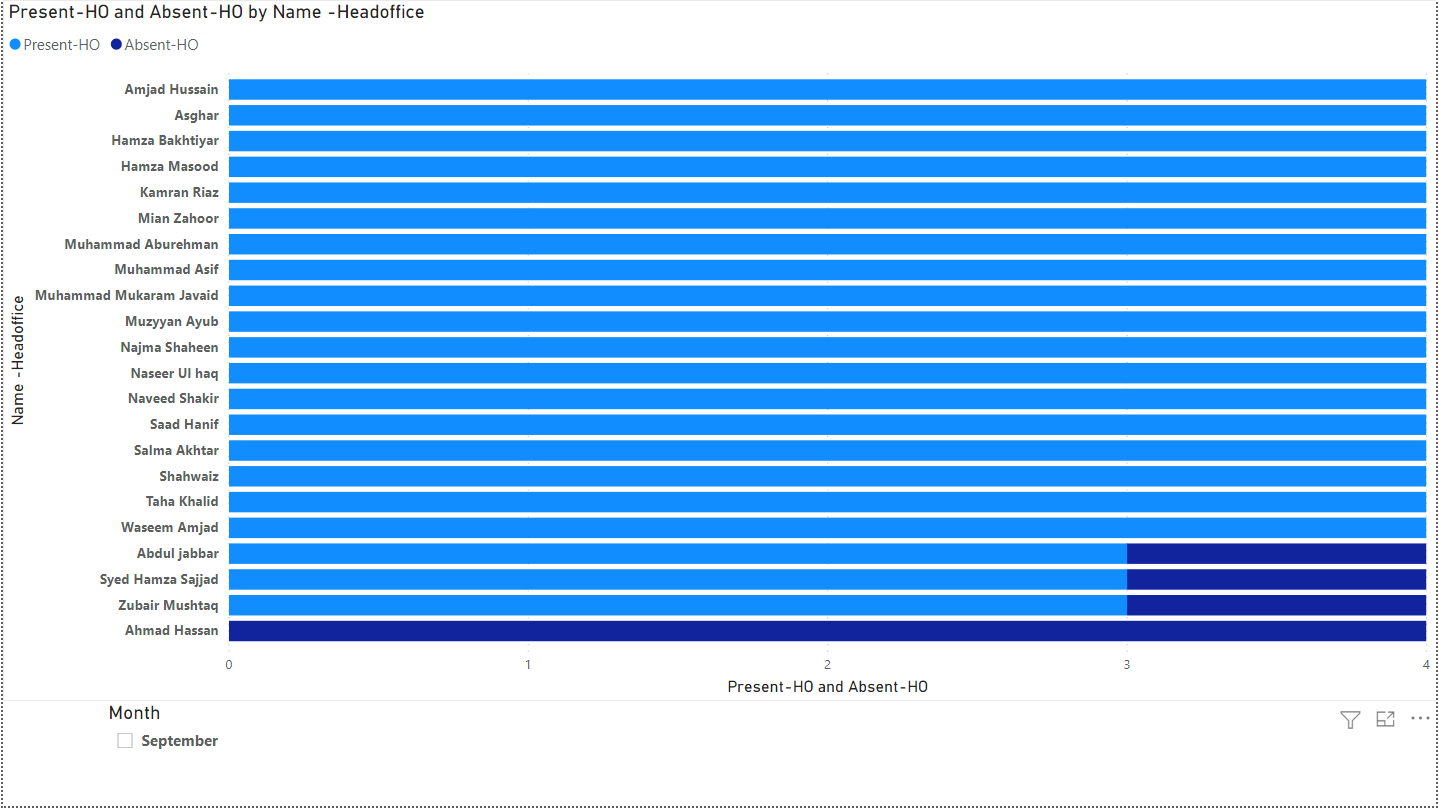 Present-HO and Absent-HO by Name -Headoffice
Present-HO Absent-HO
Name -Headoffice
Amjad Hussain
Asghar
Hamza Bakhtiyar
Hamza Masood
Kamran Riaz
Mian Zahoor
Muhammad Aburehman
Muhammad Asif
Muhammad Mukaram Javaid
Muzyyan Ayub
Najma Shaheen
Naseer Ul haq
Naveed Shakir
Saad Hanif
Salma Akhtar
Shahwaiz
Taha Khalid
Waseem Amjad
Abdul jabbar
Syed Hamza Sajjad
Zubair Mushtaq
Ahmad Hassan
0 1 2 3 4
Present-HO and Absent-HO
Month
September